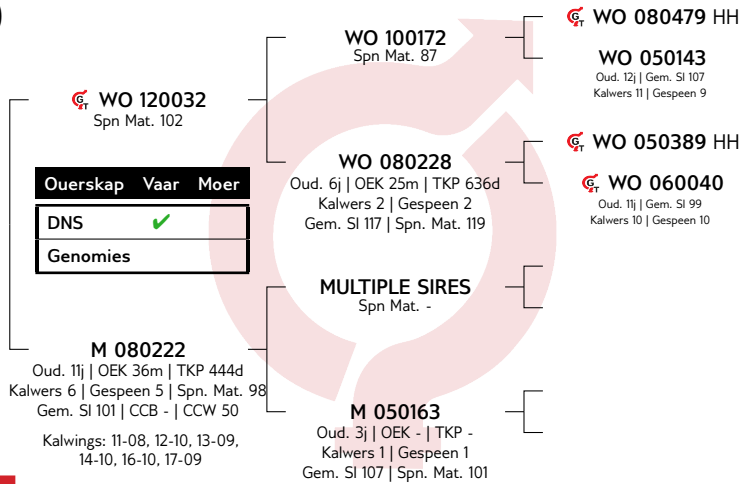 )
WO 120032
Spn Mat. 102
Ouerskap Vaar Moer
DNS ✔
Genomies
M 080222
Oud. 11j | OEK 36m | TKP 444d
Kalwers 6 | Gespeen 5 | Spn. Mat. 98
Gem. SI 101 | CCB - | CCW 50
Kalwings: 11-08, 12-10, 13-09,
14-10, 16-10, 17-09
WO 100172
Spn Mat. 87
WO 080228
Oud. 6j | OEK 25m | TKP 636d
Kalwers 2 | Gespeen 2
Gem. SI 117 | Spn. Mat. 119
MULTIPLE SIRES
Spn Mat. -
M 050163
Oud. 3j | OEK - | TKP -
Kalwers 1 | Gespeen 1
Gem. SI 107 | Spn. Mat. 101
GT WO 080479 HH
WO 050143
Oud. 12j | Gem. SI 107
Kalwers 11 | Gespeen 9
GT WO 050389 HH
GT WO 060040
Oud. 11j | Gem. SI 99
Kalwers 10 | Gespeen 10